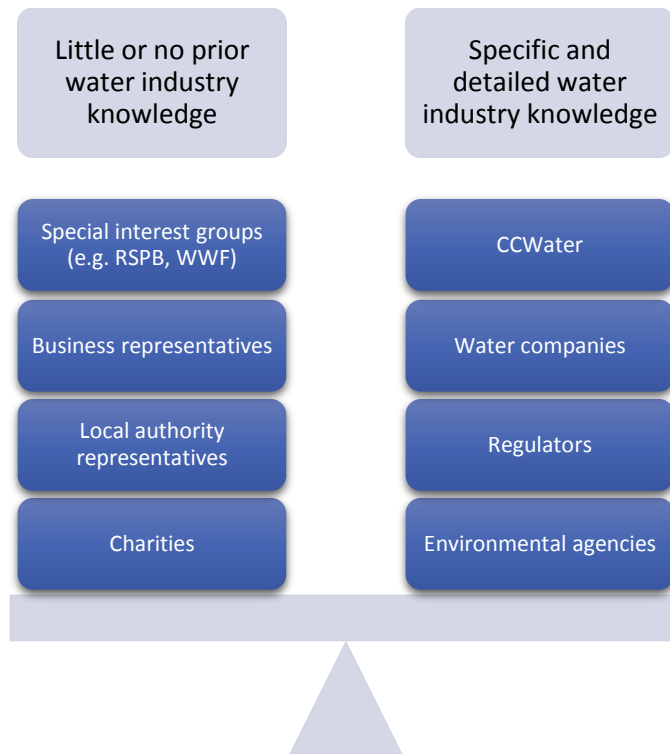 Little or no prior
water industry
knowledge
Specific and
detailed water
industry knowledge
Special interest groups
(e.g. RSPB, WWF)
Business representatives
Local authority
representatives
Charities
CCWater
Water companies
Regulators
Environmental agencies